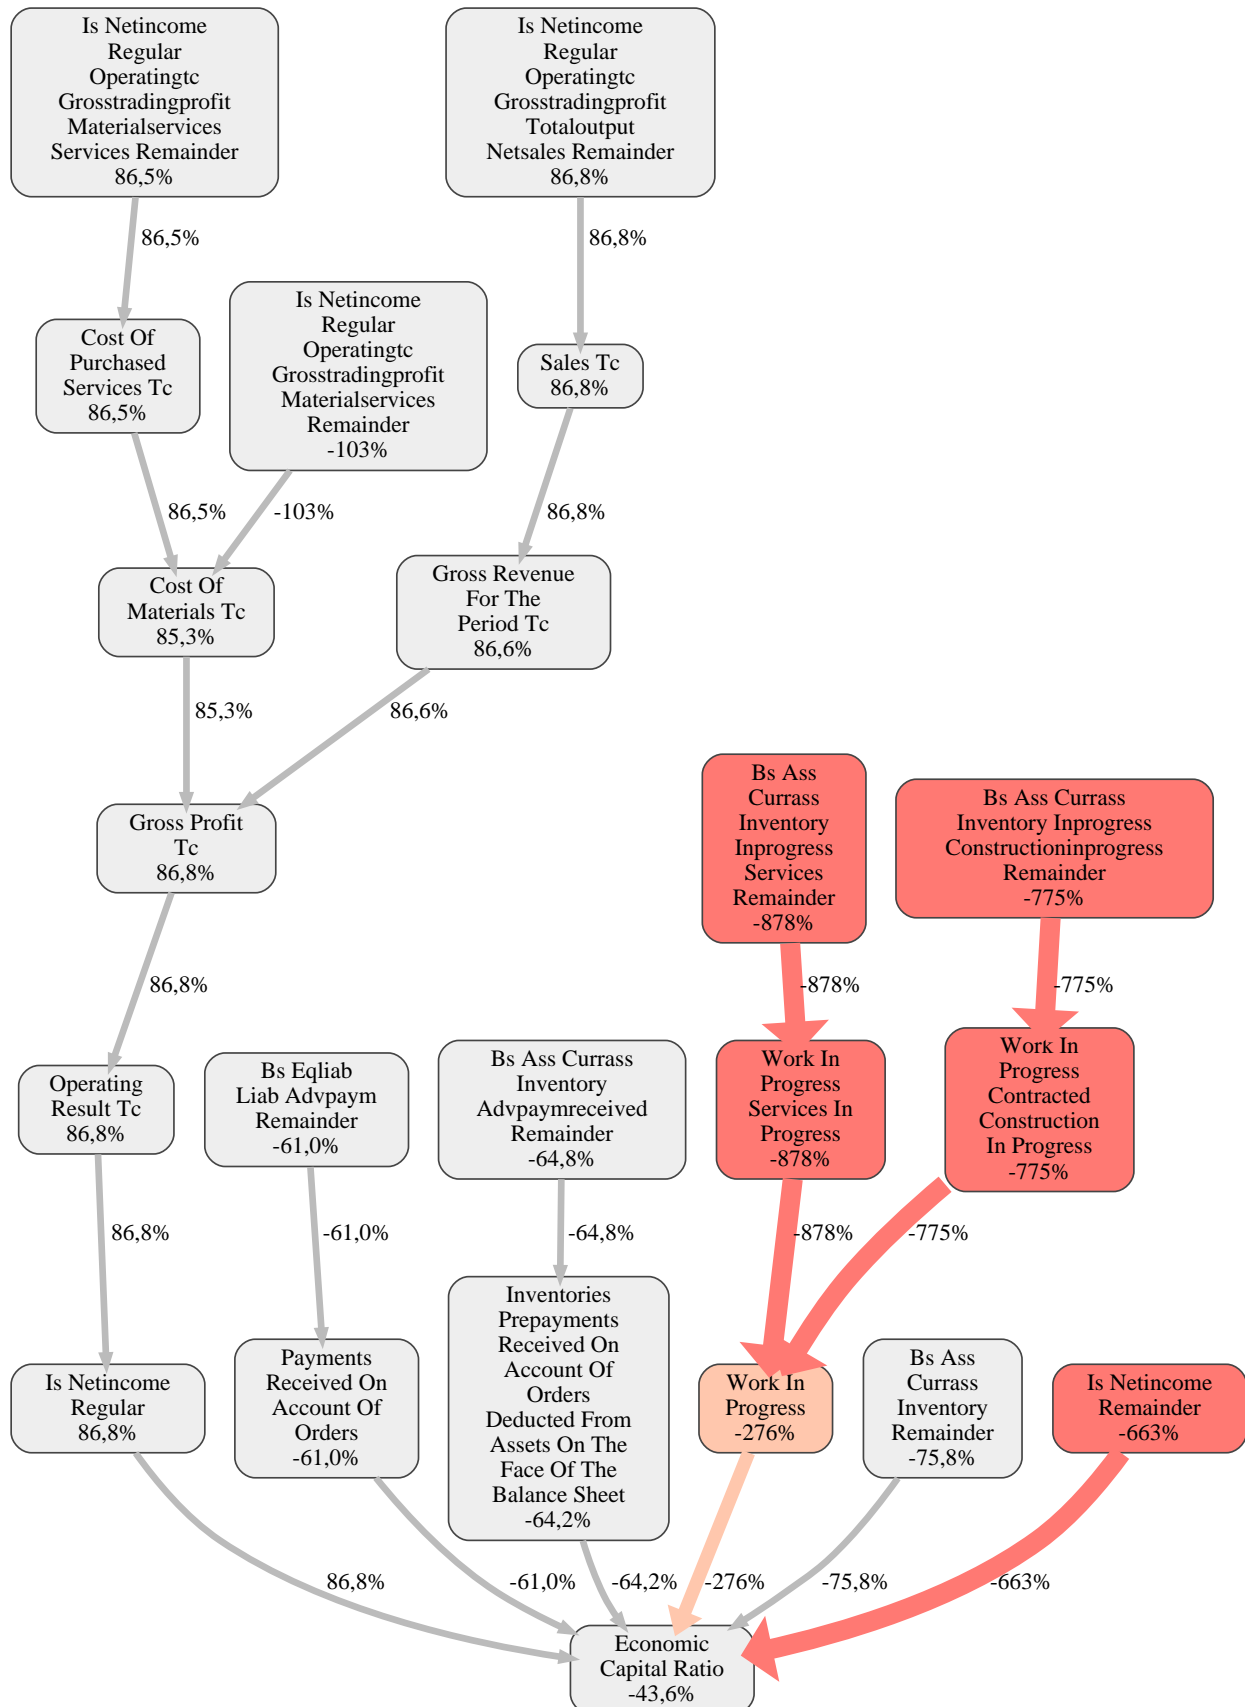 Is Netincome
Regular
Operatingtc
Grosstradingprofit
Materialservices
Services Remainder
86,5%
Is Netincome
Regular
Operatingtc
Grosstradingprofit
Totaloutput
Netsales Remainder
86,8%
86,5%
86,8%
Cost Of
Purchased
Services Tc
86,5%
Is Netincome
Regular
Operatingtc
Grosstradingprofit
Materialservices
Remainder
-103%
Sales Tc
86,8%
86,5%
-103%
86,8%
Cost Of
Materials Tc
85,3%
Gross Revenue
For The
Period Tc
86,6%
85,3%
86,6%
Gross Profit
Tc
86,8%
Bs Ass
Currass
Inventory
Inprogress
Services
Remainder
-878%
Bs Ass Currass
Inventory Inprogress
Constructioninprogress
Remainder
-775%
86,8%
-878%
-775%
Operating
Result Tc
86,8%
Bs Eqliab
Liab Advpaym
Remainder
-61,0%
Bs Ass Currass
Inventory
Advpaymreceived
Remainder
-64,8%
Work In
Progress
Services In
Progress
-878%
Work In
Progress
Contracted
Construction
In Progress
-775%
86,8%
-61,0%
-64,8%
-878%
-775%
Is Netincome
Regular
86,8%
Payments
Received On
Account Of
Orders
-61,0%
Inventories
Prepayments
Received On
Account Of
Orders
Deducted From
Assets On The
Face Of The
Balance Sheet
-64,2%
Work In
Progress
-276%
Bs Ass
Currass
Inventory
Remainder
-75,8%
Is Netincome
Remainder
-663%
86,8%
-61,0%
-64,2%
-276%
-75,8%
-663%
Economic
Capital Ratio
-43,6%